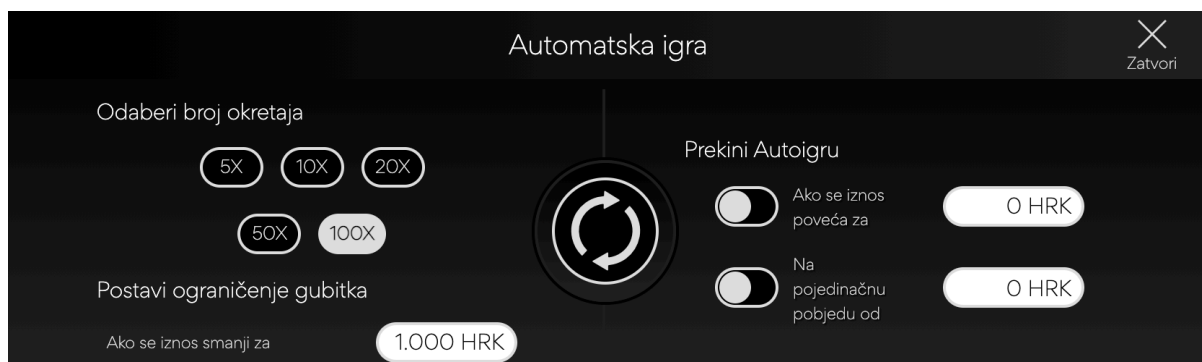 Automatska igra
Zatvori
Odaberi broj okretaja
5X 10X 20X
50X 100X
Postavi ograničenje gubitka
Ako se iznos smanji za 1.000 HRK
Prekini Autoigru
Ako se iznos
poveća za
0 HRK
Na
pojedinačnu
pobjedu od
0 HRK